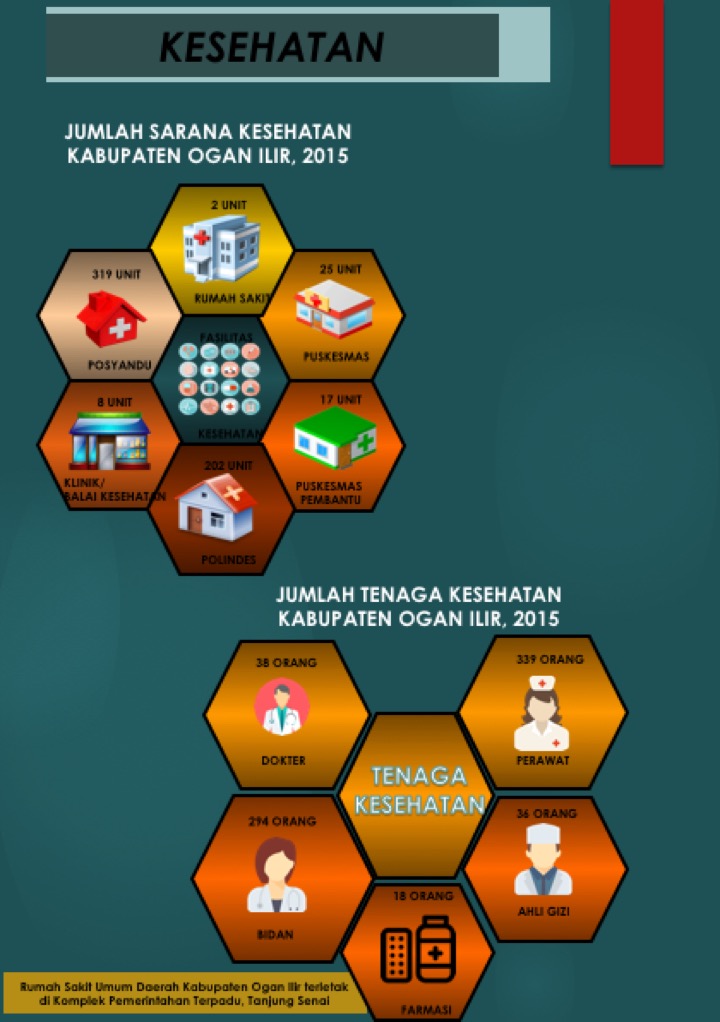 KESEHATAN
JUMLAH SARANA KESEHATAN
KABUPATEN OGAN ILIR, 2015
2 UNIT
RUMAH SAKIT
319 UNIT
POSYANDU
25 UNIT
PUSKESMAS
FASILITAS
KESEHATAN
8 UNIT
KLINIK/
BALAI KESEHATAN
17 UNIT
PUSKESMAS
PEMBANTU
202 UNIT
POLINDES
JUMLAH TENAGA KESEHATAN
KABUPATEN OGAN ILIR, 2015
38 ORANG
DOKTER
339 ORANG
PERAWAT
TENAGA
KESEHATAN
294 ORANG
BIDAN
36 ORANG
AHLI GIZI
18 ORANG
FARMASI
Rumah Sakit Umum Daerah Kabupaten Ogan Ilir terletak
di Komplek Pemerintahan Terpadu, Tanjung Senai